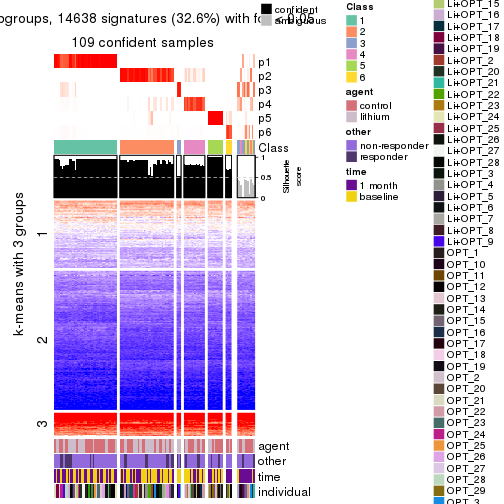 ogroups, 14638 signatures (32.6%) with
109 confident samples
p1
p2
p3
p4
p5
p6
Class
1
0.5
0
Silhouette
score
k-means with 3 groups
1
2
3
agent
other
time
individual
confident
ambiguous
Class
1
2
3
4
5
6
agent
control
lithium
other
non-responder
responder
time
1 month
baseline
Li+OPT_15
Li+OPT_16
Li+OPT_17
Li+OPT_18
Li+OPT_19
Li+OPT_2
Li+OPT_20
Li+OPT_21
Li+OPT_22
Li+OPT_23
Li+OPT_24
Li+OPT_25
Li+OPT_26
Li+OPT_27
Li+OPT_28
Li+OPT_3
Li+OPT_4
Li+OPT_5
Li+OPT_6
Li+OPT_7
Li+OPT_8
Li+OPT_9
OPT_1
OPT_10
OPT_11
OPT_12
OPT_13
OPT_14
OPT_15
OPT_16
OPT_17
OPT_18
OPT_19
OPT_2
OPT_20
OPT_21
OPT_22
OPT_23
OPT_24
OPT_25
OPT_26
OPT_27
OPT_28
OPT_29